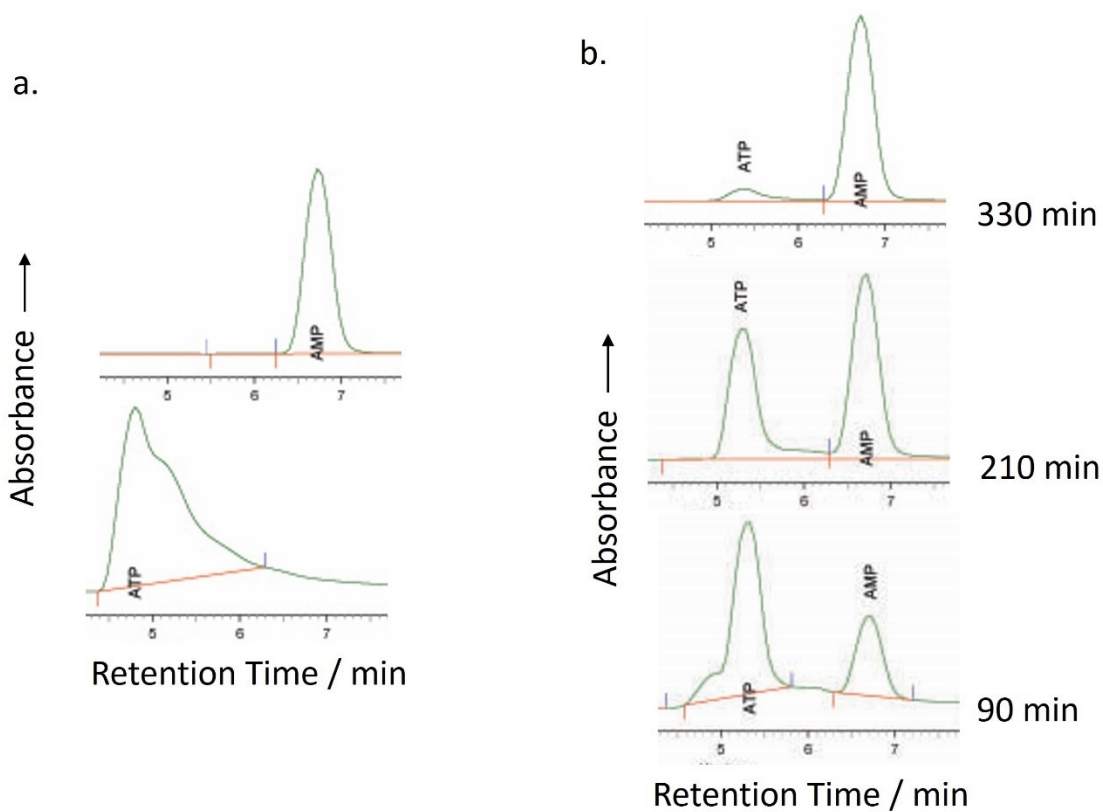 a.
AMP
5 6 7
ATP
5 6 7
Absorbance
Retention Time / min
b.
ATP
AMP
5 6 7
330 min
ATP
AMP
5 6 7
210 min
ATP
AMP
5 6 7
90 min
Absorbance
Retention Time / min